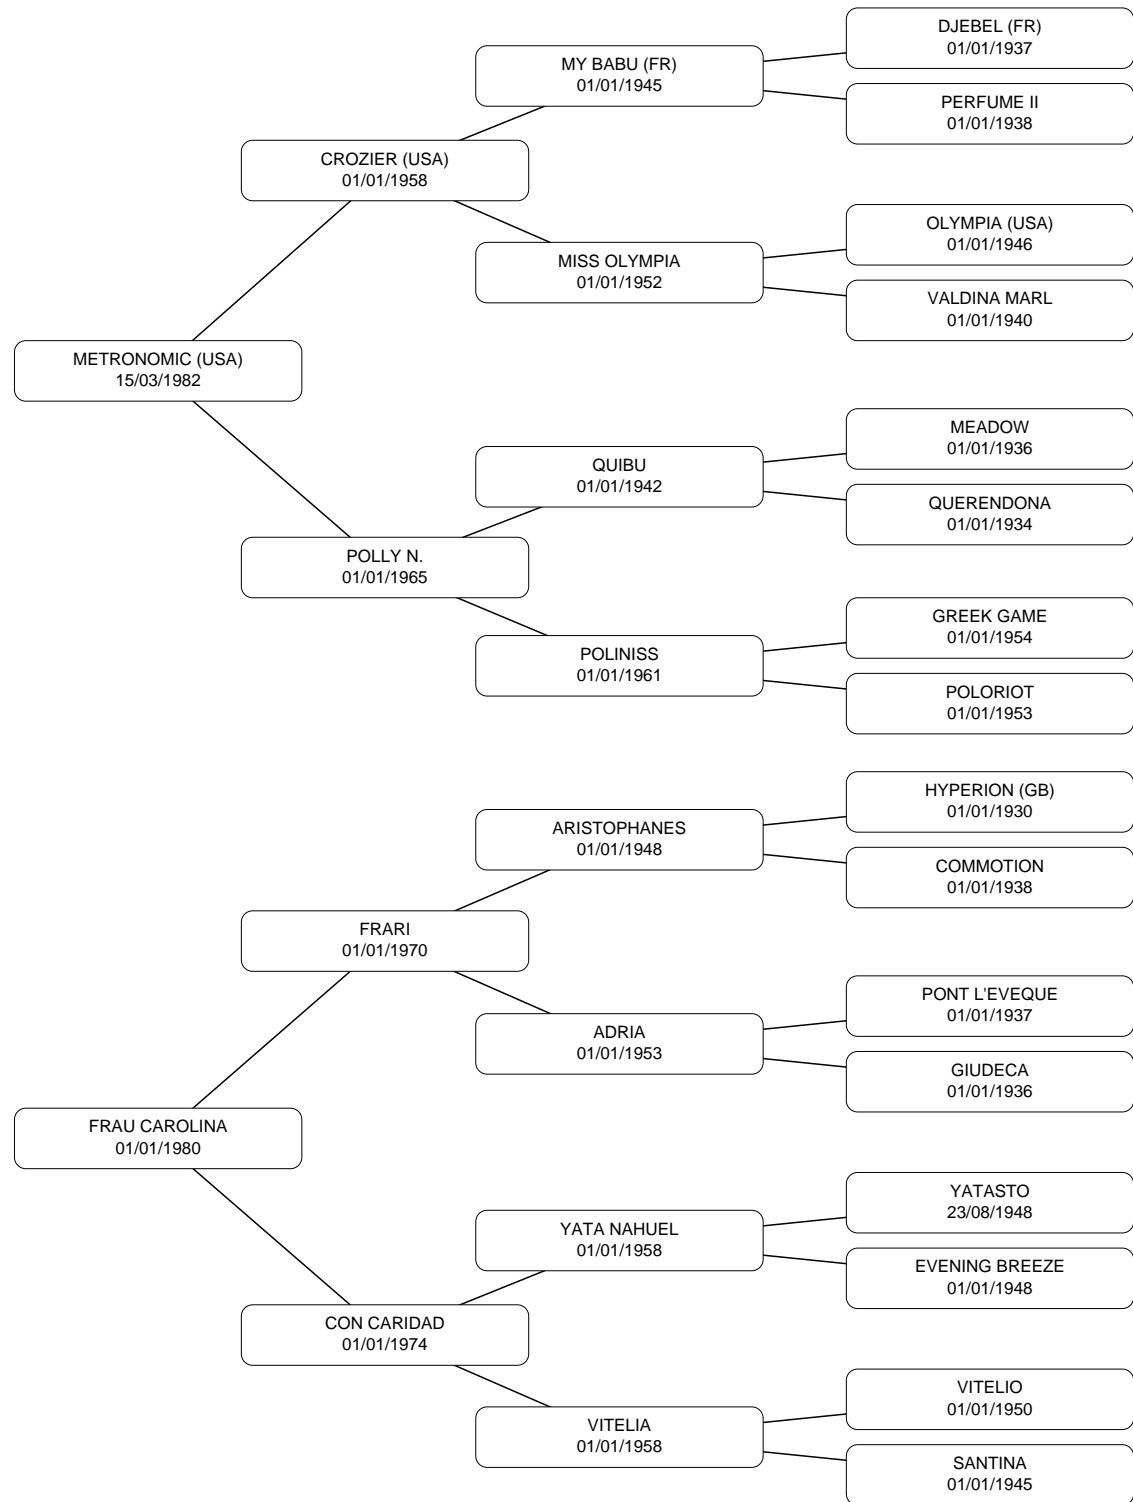 DJEBEL (FR)
01/01/1937
MY BABU (FR)
01/01/1945
PERFUME II
01/01/1938
CROZIER (USA)
01/01/1958
OLYMPIA (USA)
01/01/1946
MISS OLYMPIA
01/01/1952
VALDINA MARL
01/01/1940
METRONOMIC (USA)
15/03/1982
MEADOW
01/01/1936
QUIBU
01/01/1942
QUERENDONA
01/01/1934
POLLY N.
01/01/1965
GREEK GAME
01/01/1954
POLINISS
01/01/1961
POLORIOT
01/01/1953
HYPERION (GB)
01/01/1930
ARISTOPHANES
01/01/1948
COMMOTION
01/01/1938
FRARI
01/01/1970
PONT L'EVEQUE
01/01/1937
ADRIA
01/01/1953
GIUDECA
01/01/1936
FRAU CAROLINA
01/01/1980
YATASTO
23/08/1948
YATA NAHUEL
01/01/1958
EVENING BREEZE
01/01/1948
CON CARIDAD
01/01/1974
VITELIO
01/01/1950
VITELIA
01/01/1958
SANTINA
01/01/1945